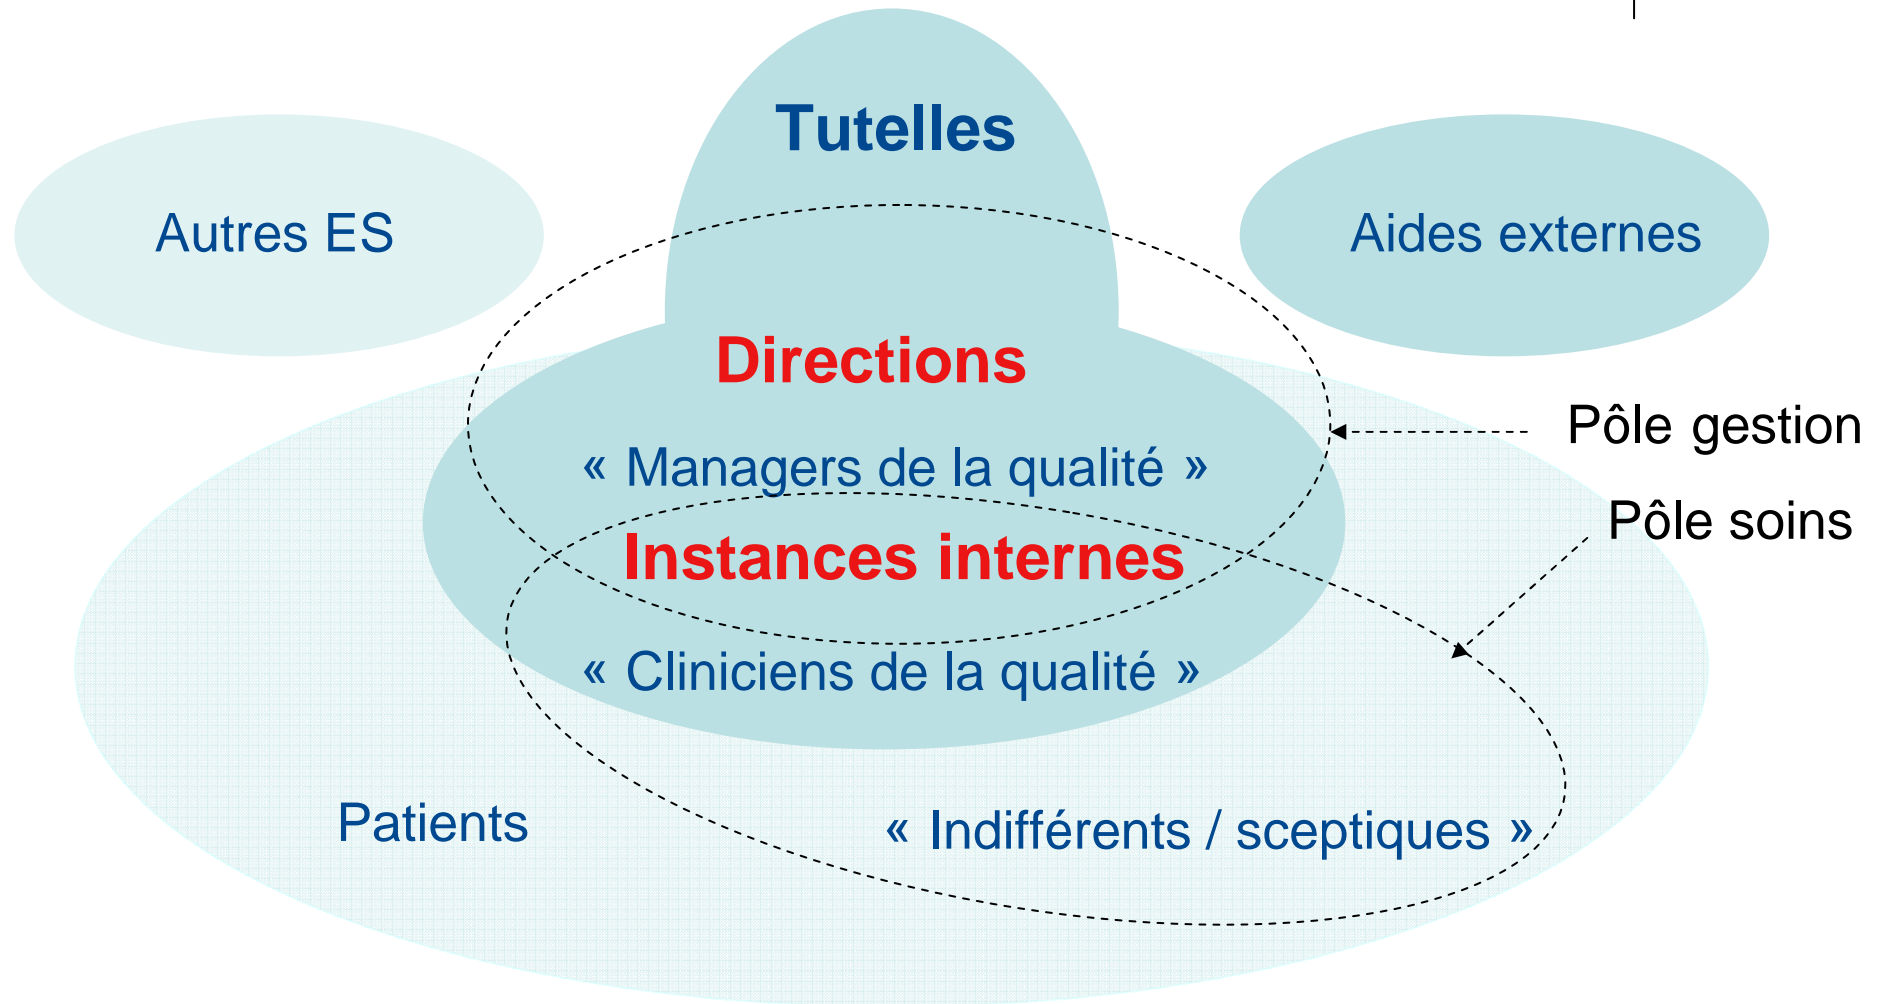 Tutelles
Autres ES
Aides externes
Directions
Pôle gestion
« Managers de la qualité »
Pôle soins
Instances internes
« Cliniciens de la qualité »
Patients
« Indifférents / sceptiques »